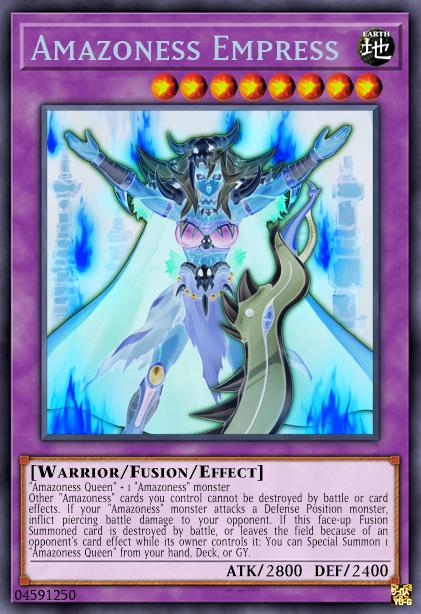 AMAZONESS EMPRESS
EARTH
地
[WARRIOR/FUSION/EFFECT]
"Amazoness Queen" + 1 "Amazoness" monster
Other "Amazoness" cards you control cannot be destroyed by battle or card
effects. If your "Amazoness" monster attacks a Defense Position monster,
inflict piercing battle damage to your opponent. If this face-up Fusion
Summoned card is destroyed by battle, or leaves the field because of an
opponent's card effect while its owner controls it: You can Special Summon 1
"Amazoness Queen" from your hand, Deck, or GY.
ATK/2800 DEF/2400
04591250